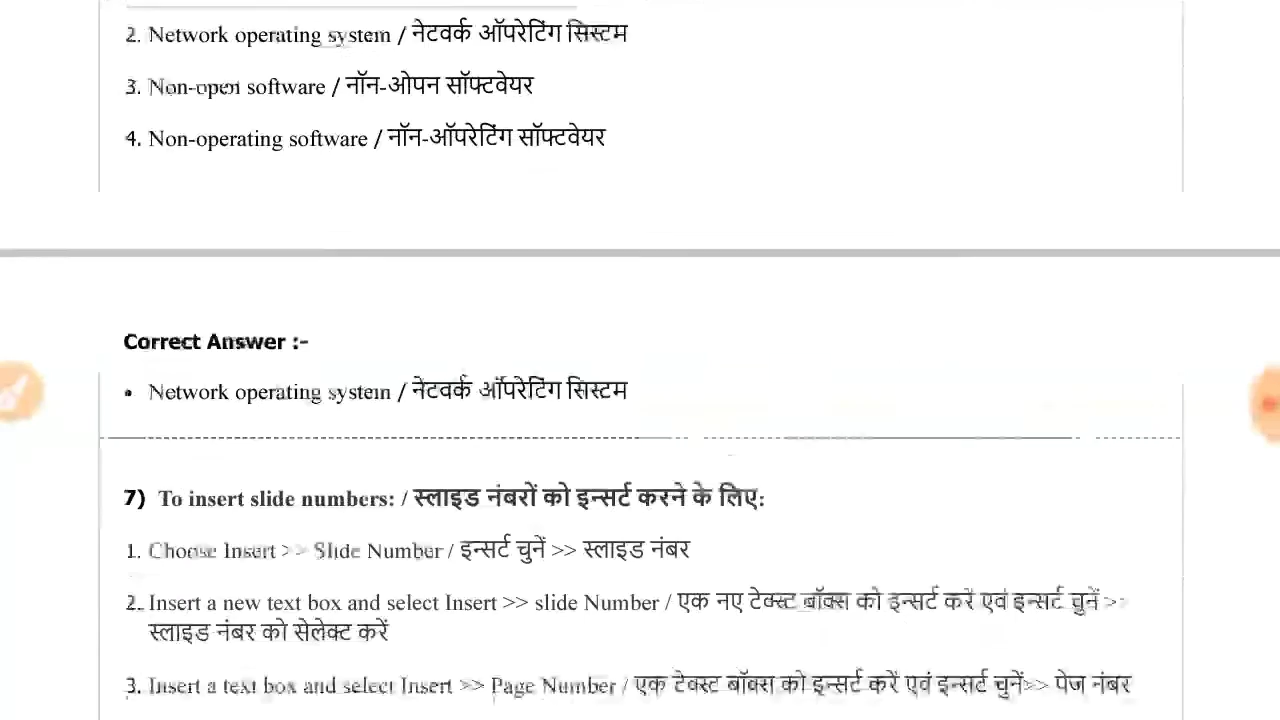 2. Network operating system / नेटवर्क ऑपरेटिंग सिस्टम
3. Non-open software / नॉन-ओपन सॉफ्टवेयर
4. Non-operating software / नॉन-ऑपरेटिंग सॉफ्टवेयर
Correct Answer :-
• Network operating system / नेटवर्क ऑपरेटिंग सिस्टम
7) To insert slide numbers: / स्लाइड नंबरों को इन्सर्ट करने के लिए:
1. Choose Insert >> Slide Number / इन्सर्ट चुनें >> स्लाइड नंबर
2. Insert a new text box and select Insert >> slide Number / एक नए टेक्स्ट बॉक्स को इन्सर्ट करें एवं इन्सर्ट चुनें >>
स्लाइड नंबर को सेलेक्ट करें
3. Insert a text box and select Insert >> Page Number / एक टेक्स्ट बॉक्स को इन्सर्ट करें एवं इन्सर्ट चुनें>> पेज नंबर